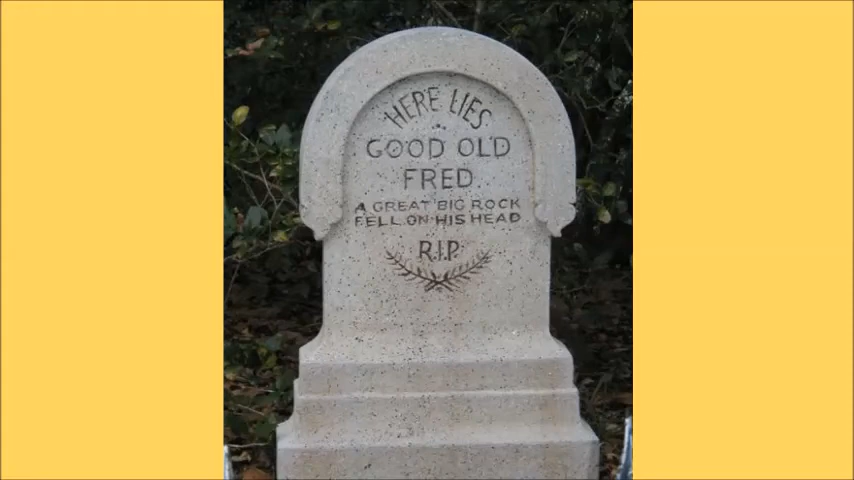 HERE LIES
GOOD OLD
FRED
A GREAT BIG ROCK
FELL ON HIS HEAD
R.I.P.